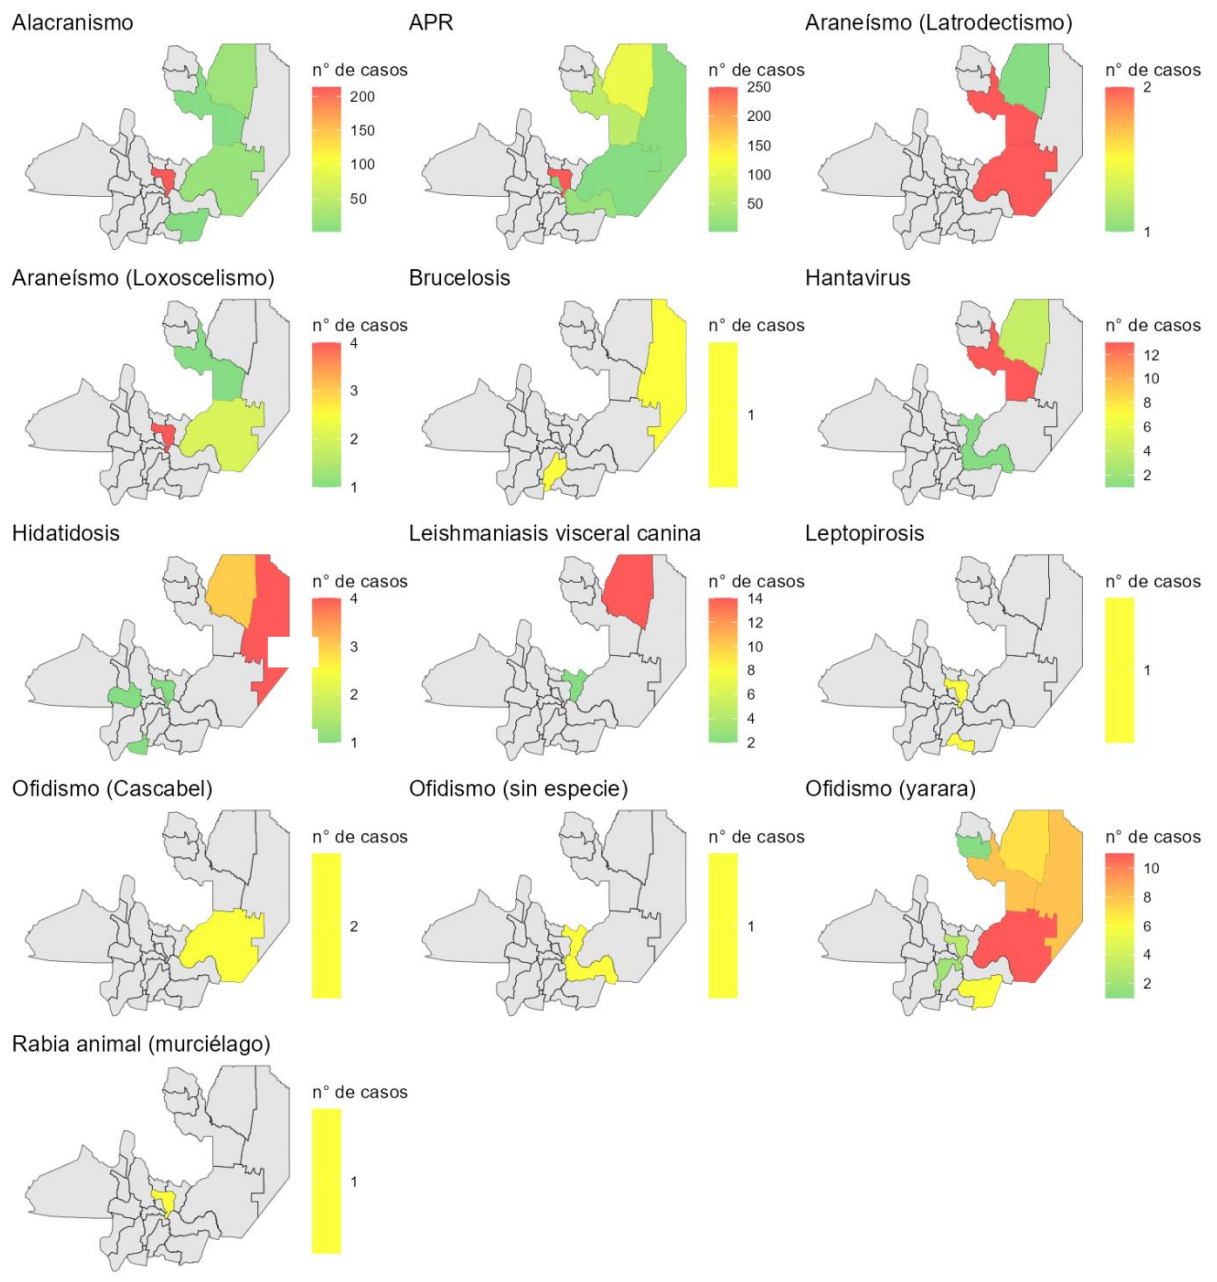 Alacranismo
n° de casos
200
150
100
50
APR
n° de casos
250
200
150
100
50
Araneísmo (Latrodectismo)
n° de casos
2
1
Araneísmo (Loxoscelismo)
n° de casos
4
3
2
1
Brucelosis
n° de casos
1
Hantavirus
n° de casos
12
10
8
6
4
2
Hidatidosis
n° de casos
4
3
2
1
Leishmaniasis visceral canina
n° de casos
14
12
10
8
6
4
2
Leptopirosis
n° de casos
1
Ofidismo (Cascabel)
n° de casos
2
Ofidismo (sin especie)
n° de casos
1
Ofidismo (yarara)
n° de casos
10
8
6
4
2
Rabia animal (murciélago)
n° de casos
1